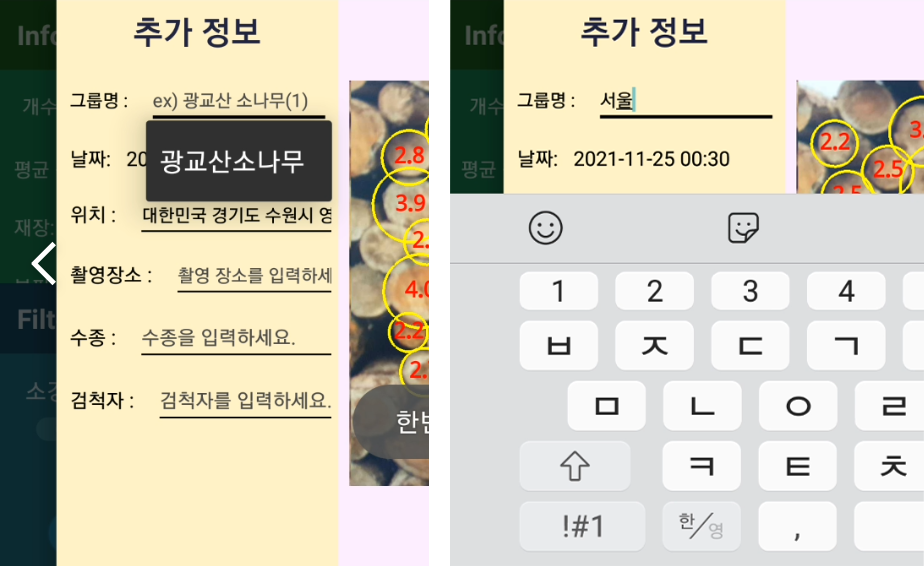 Info
추가 정보
개수
그룹명 : ex) 광교산 소나무(1)
광교산소나무
평균
날짜: 20
위치 : 대한민국 경기도 수원시 영
재장:
촬영장소 : 촬영 장소를 입력하세
Filt
수종 : 수종을 입력하세요.
소경
검척자 : 검척자를 입력하세요.
2.8
3.9
2.
4.0
2.2
2.
한번
Info
추가 정보
개수
그룹명 : 서울
평균
날짜: 2021-11-25 00:30
2.2
3.
2.5
2.5
1 2 3 4
ㅂ ㅈ ㄷ ㄱ
ㅁ ㄴ ㅇ ㄹ
ㅋ ㅌ ㅊ
!#1 한/영 ,